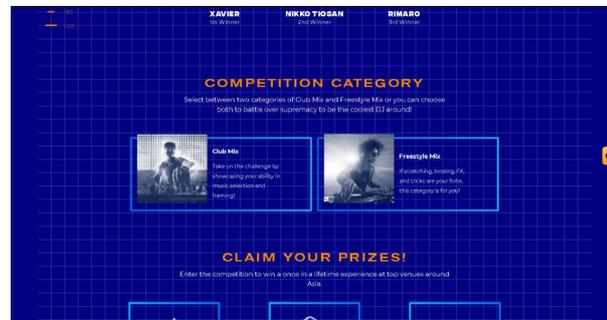 XAVIER
1st Winner
NIKKO TIOSAN
2nd Winner
RIMARO
3rd Winner
COMPETITION CATEGORY
Select between two categories of Club Mix and Freestyle Mix or you can choose
both to battle over supremacy to be the coolest DJ around!
Club Mix
Take on the challenge by
showcasing your ability in
music selection and
framing!
Freestyle Mix
If scratching, looping, FX,
and tricks are your forte,
this category is for you!
CLAIM YOUR PRIZES!
Enter the competition to win a once in a lifetime experience at top venues around
Asia.